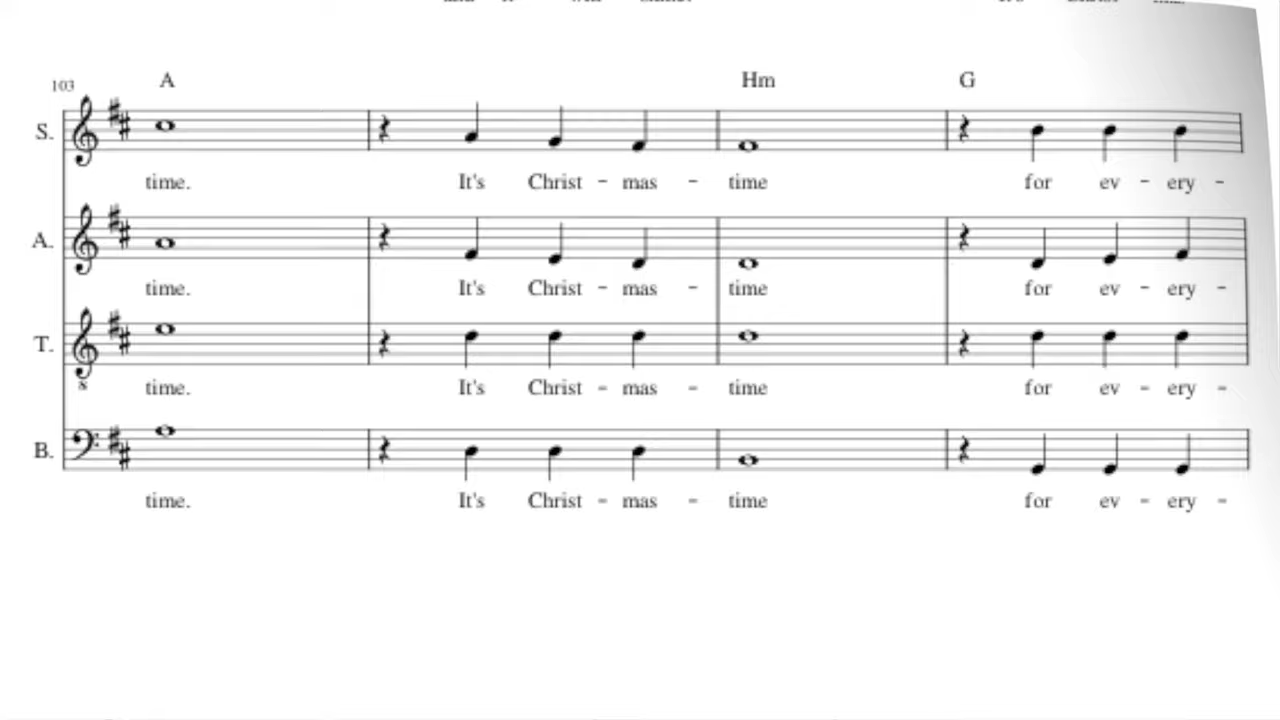 103 A Hm G
S.
time. It's Christ - mas - time for ev - ery -
A.
time. It's Christ - mas - time for ev - ery -
T.
8
time. It's Christ - mas - time for ev - ery -
B.
time. It's Christ - mas - time for ev - ery -